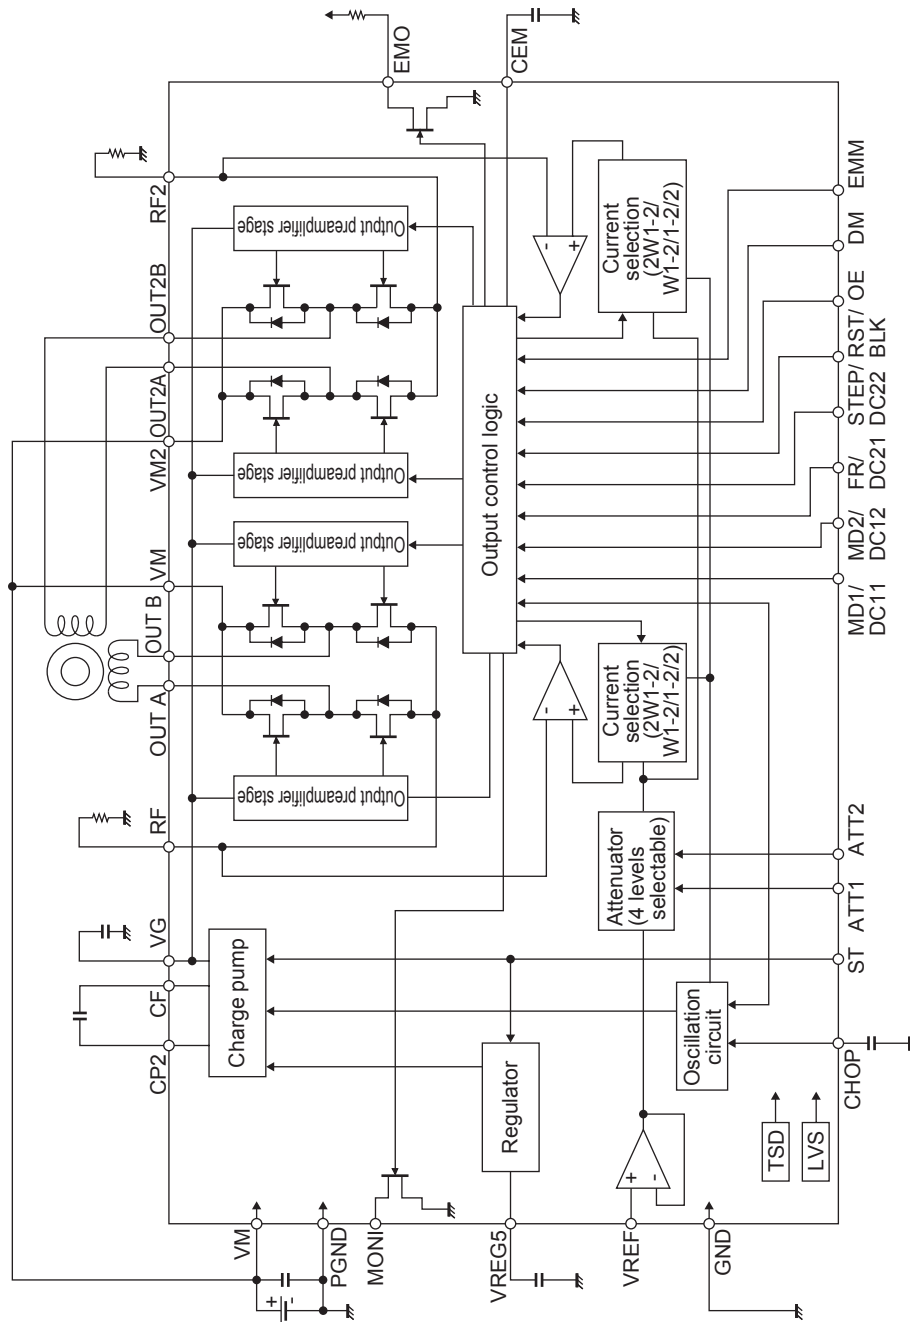 EMO
CEM
RF2
OUT2B
OUT2A
VM2
VM
OUT B
OUT A
RF
VG
CF
CP2
VM
PGND
MONI
VREG5
VREF
GND
+
-
Output preamplifier stage
Output preamplifier stage
Output preamplifier stage
Output preamplifier stage
Charge pump
Output control logic
Regulator
-
+
-
+
+
-
Current
selection
(2W1-2/
W1-2/1-2/2)
Current
selection
(2W1-2/
W1-2/1-2/2)
Attenuator
(4 levels
selectable)
Oscillation
circuit
TSD
LVS
EMM
DM
OE
RST/
BLK
STEP/
DC22
FR/
DC21
MD2/
DC12
MD1/
DC11
ATT2
ATT1
ST
CHOP